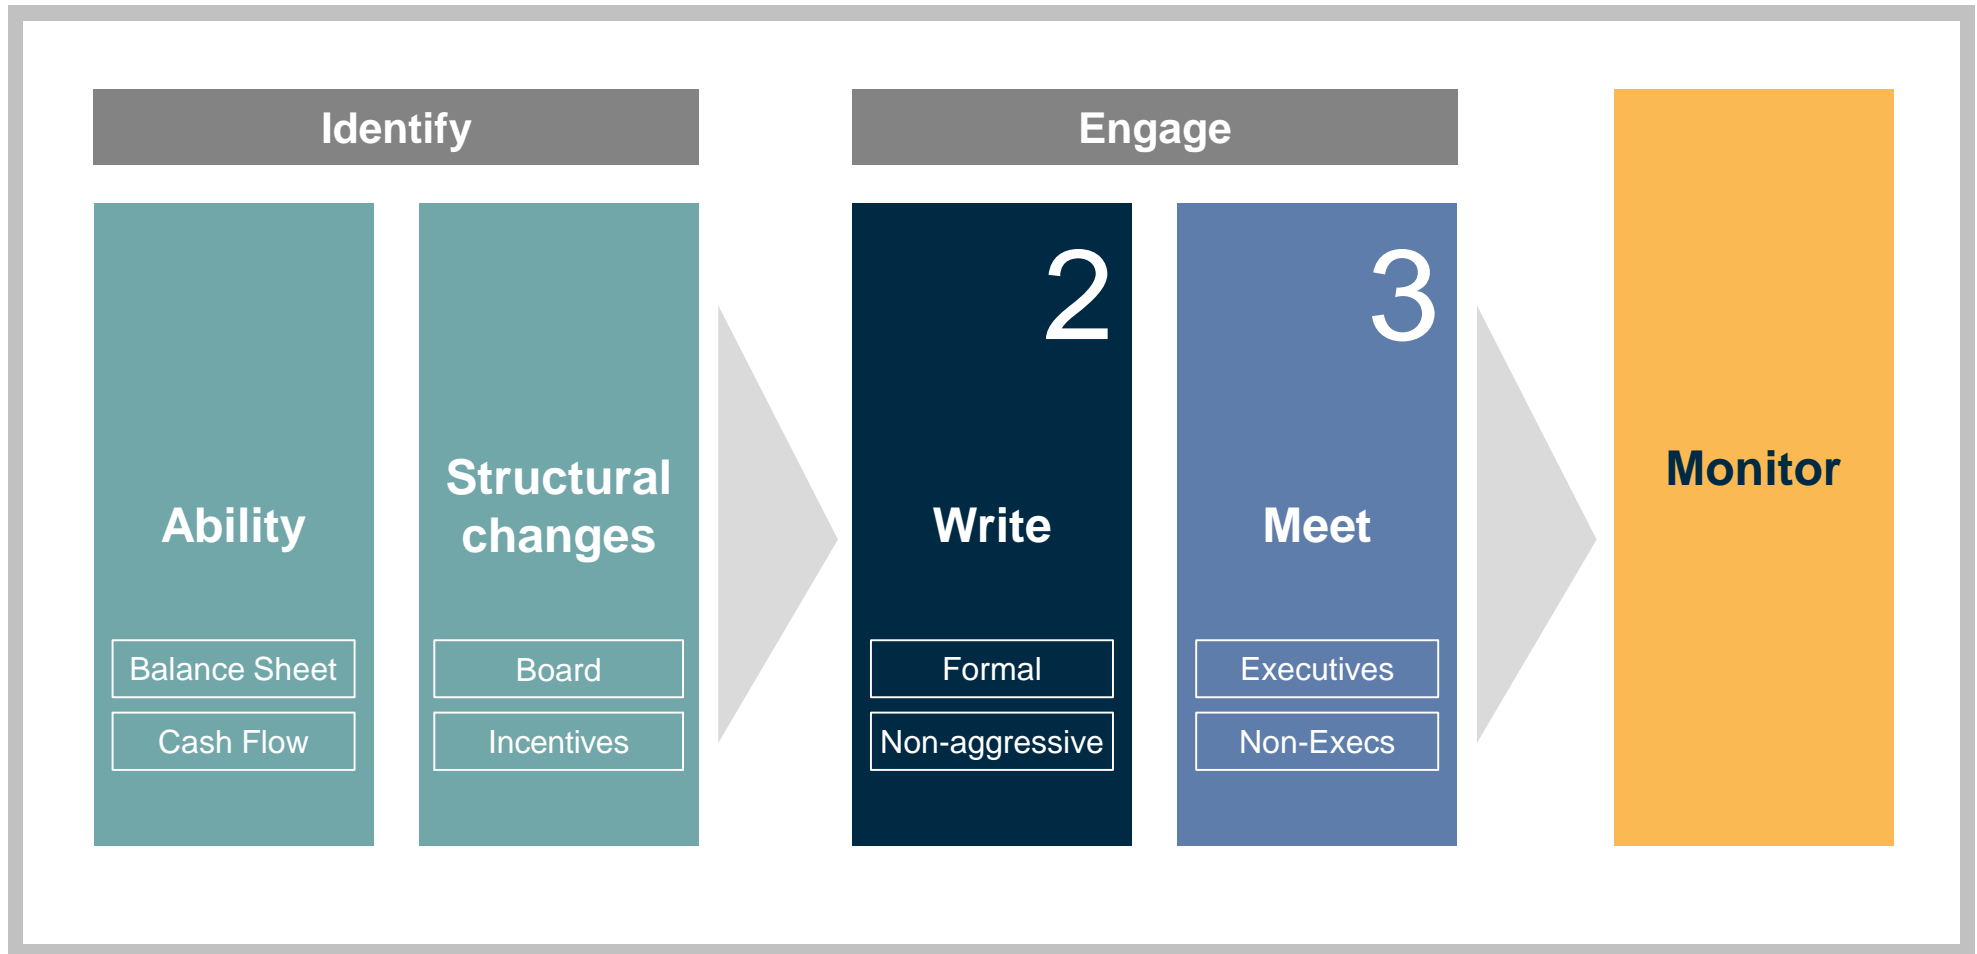 Identify
Ability
Balance Sheet
Cash Flow
Structural
changes
Board
Incentives
Engage
2
Write
Formal
Non-aggressive
3
Meet
Executives
Non-Execs
Monitor